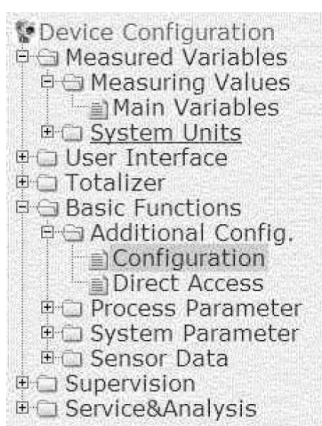 Device Configuration
Measured Variables
Measuring Values
Main Variables
System Units
User Interface
Totalizer
Basic Functions
Additional Config.
Configuration
Direct Access
Process Parameter
System Parameter
Sensor Data
Supervision
Service&Analysis